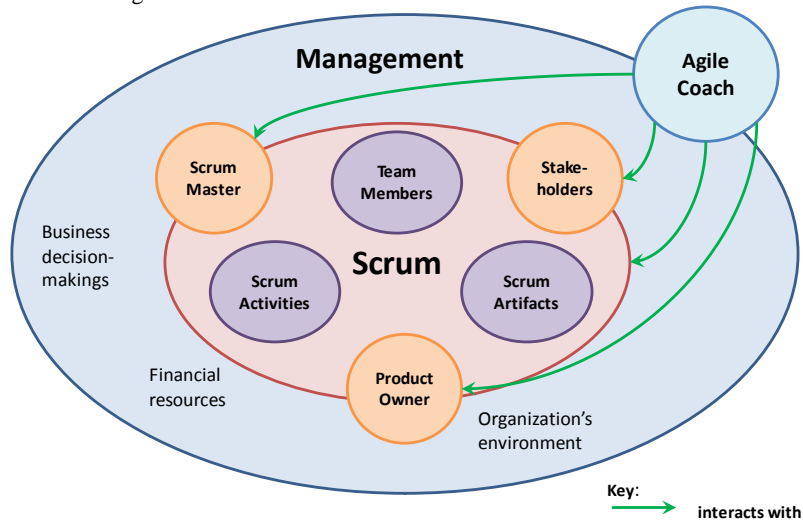 Management
Agile
Coach
Scrum
Master
Team
Members
Stake-
holders
Business
decision-
makings
Scrum
Scrum
Activities
Scrum
Artifacts
Financial
resources
Product
Owner
Organization's
environment
Key:
interacts with